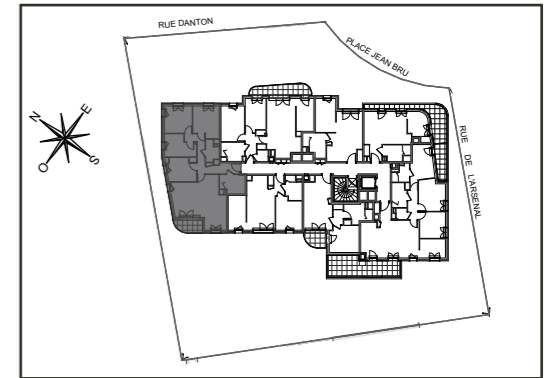 RUE DANTON
PLACE JEAN BRU
RUE DE L'ARSENAL
N
E
O
S